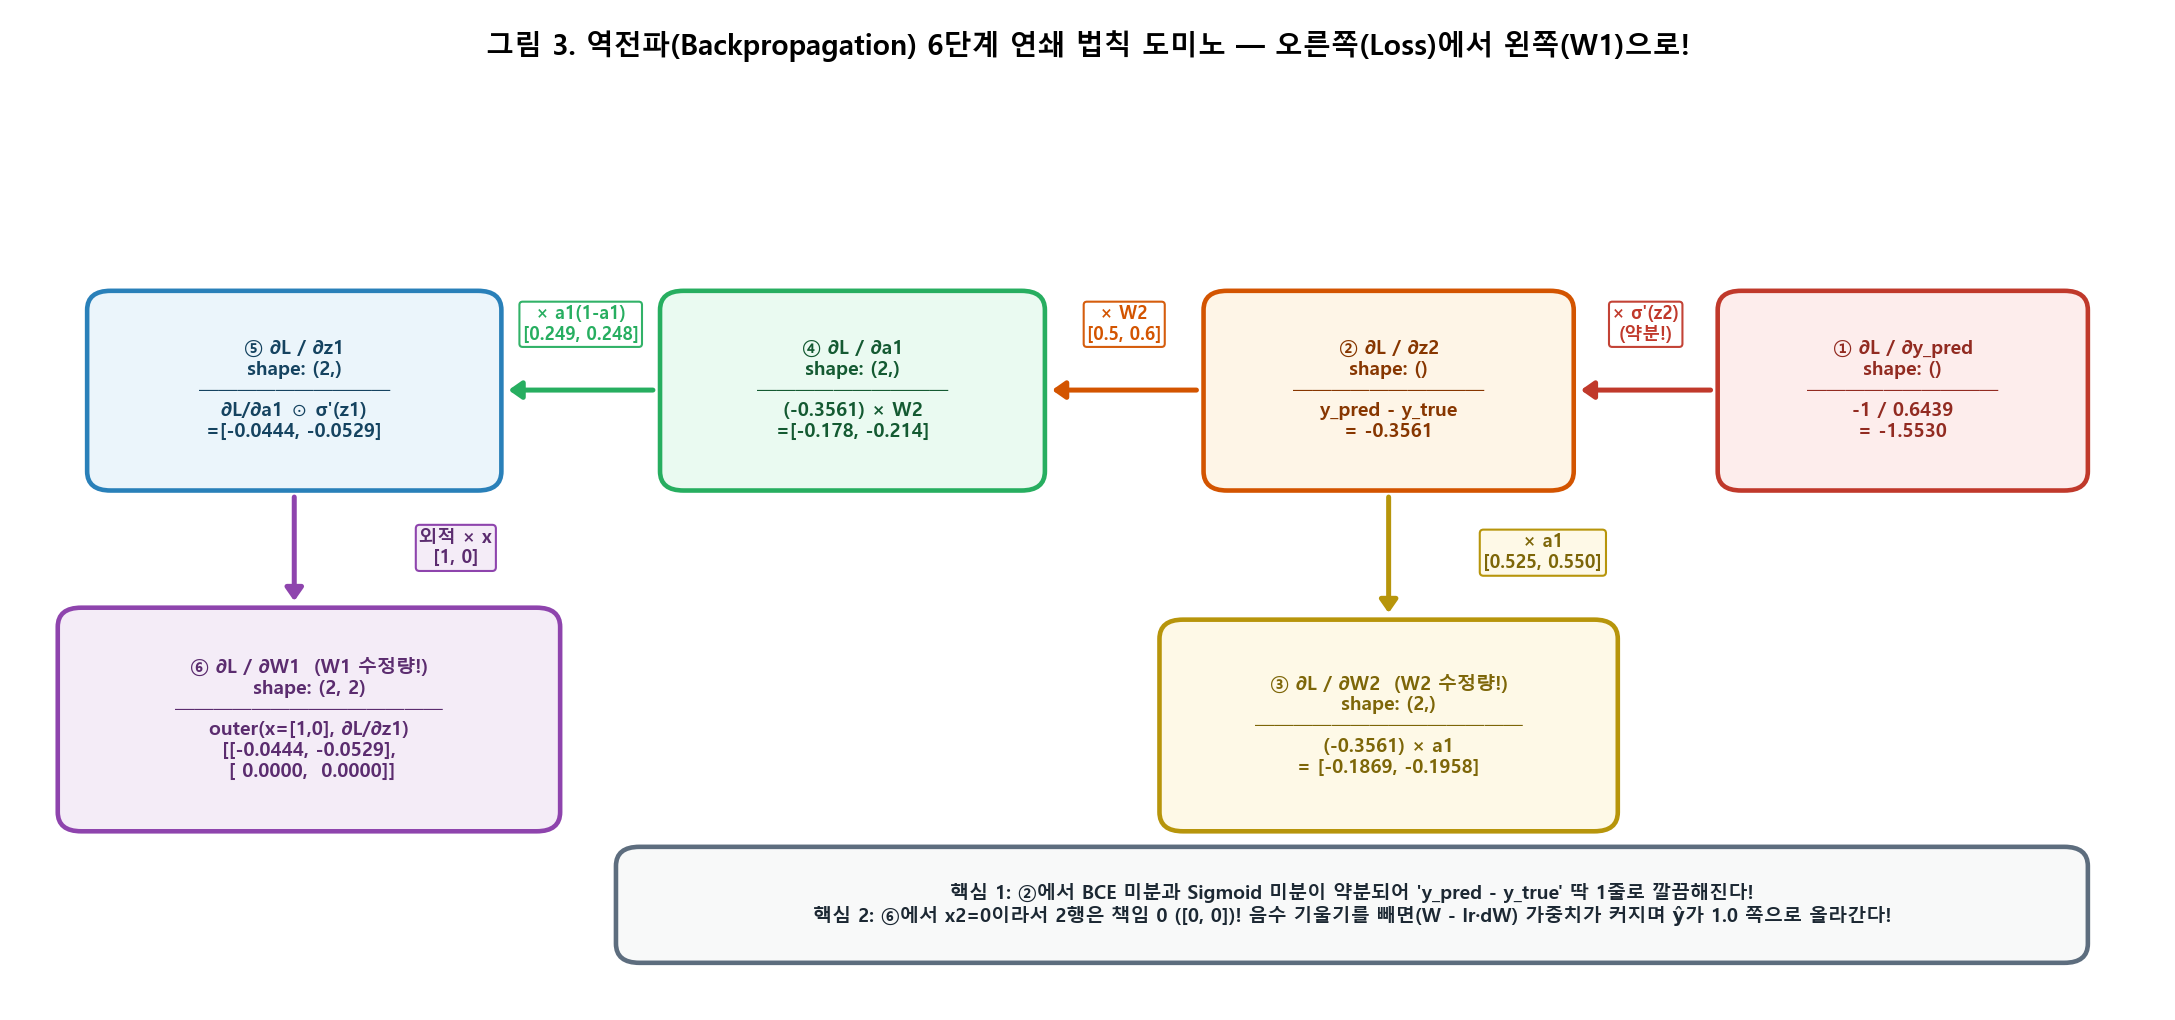 그림 3. 역전파(Backpropagation) 6단계 연쇄 법칙 도미노 — 오른쪽(Loss)에서 왼쪽(W1)으로!
⑤ ∂L / ∂z1
shape: (2,)
∂L/∂a1 ⊙ σ'(z1)
=[-0.0444, -0.0529]
× a1(1-a1)
[0.249, 0.248]
④ ∂L / ∂a1
shape: (2,)
(-0.3561) × W2
=[-0.178, -0.214]
× W2
[0.5, 0.6]
② ∂L / ∂z2
shape: ()
y_pred - y_true
= -0.3561
× σ'(z2)
(약분!)
① ∂L / ∂y_pred
shape: ()
-1 / 0.6439
= -1.5530
외적 × x
[1, 0]
× a1
[0.525, 0.550]
⑥ ∂L / ∂W1 (W1 수정량!)
shape: (2, 2)
outer(x=[1,0], ∂L/∂z1)
[[-0.0444, -0.0529],
[ 0.0000, 0.0000]]
③ ∂L / ∂W2 (W2 수정량!)
shape: (2,)
(-0.3561) × a1
= [-0.1869, -0.1958]
핵심 1: ②에서 BCE 미분과 Sigmoid 미분이 약분되어 'y_pred - y_true' 딱 1줄로 깔끔해진다!
핵심 2: ⑥에서 x2=0이라서 2행은 책임 0 ([0, 0])! 음수 기울기를 빼면(W - lr·dW) 가중치가 커지며 ŷ가 1.0 쪽으로 올라간다!